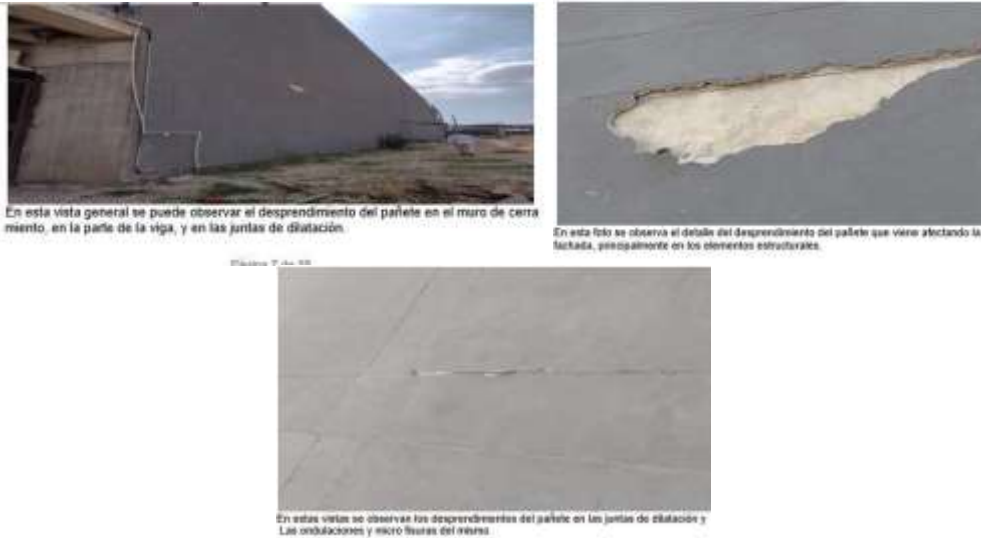 En esta vista general se puede observar el desprendimiento del pañete en el muro de cerra
miento, en la parte de la viga, y en las juntas de dilatación.
En esta foto se observa el detalle del desprendimiento del pañete que viene afectando la
fachada, principalmente en los elementos estructurales.
Página 7 de
En estas vistas se observan los desprendimientos del pañete en las juntas de dilatación y
Las ondulaciones y micro fisuras del mismo.